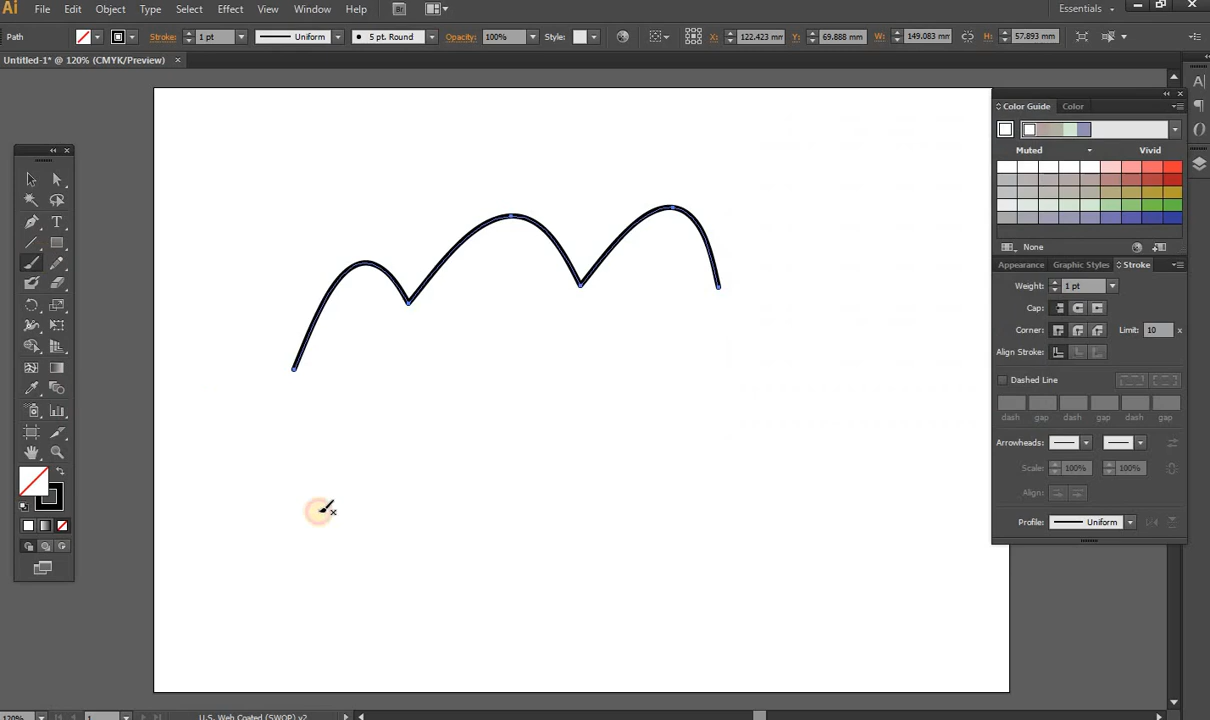 Ai File Edit Object Type Select Effect View Window Help Br Essentials
Path Stroke: 1 pt Uniform 5 pt. Round Opacity: 100% Style: X: 122.423 mm Y: 69.888 mm W: 149.083 mm H: 57.893 mm
Untitled-1* @ 120% (CMYK/Preview) ×
Color Guide Color
Muted Vivid
None
Appearance Graphic Styles Stroke
Weight: 1 pt
Cap:
Corner: Limit: 10 x
Align Stroke:
Dashed Line
dash gap dash gap dash gap
Arrowheads:
Scale: 100% 100%
Align:
Profile: Uniform
120% 1 U.S. Web Coated (SWOP) v2